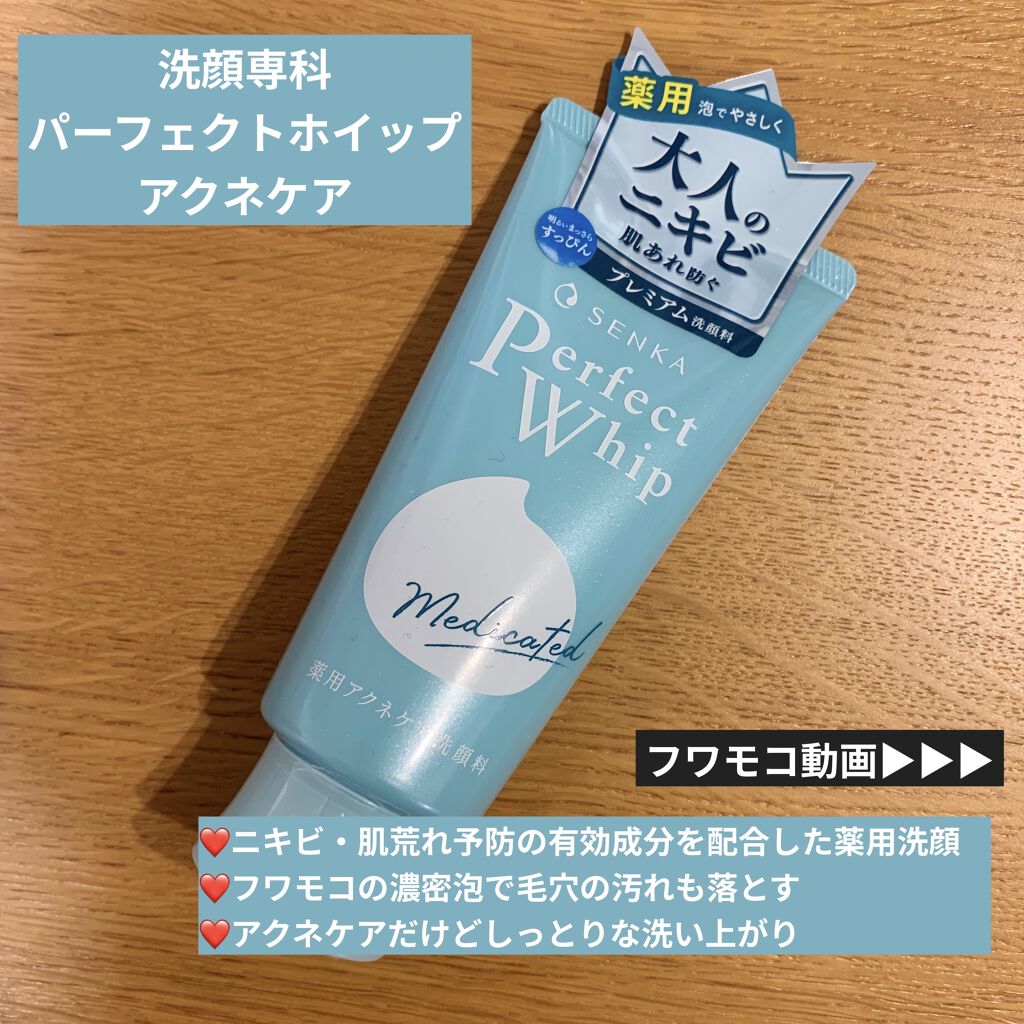 洗顔専科
パーフェクトホイップ
アクネケア
薬用 泡でやさしく
大人の
ニキビ
肌あれ防ぐ
プレミアム洗顔料
明るいまっさら
すっぴん
SENKA
Perfect
Whip
Medicated
薬用アクネケア洗顔料
フワモコ動画▶▶▶
❤️ニキビ・肌荒れ予防の有効成分を配合した薬用洗顔
❤️フワモコの濃密泡で毛穴の汚れも落とす
❤️アクネケアだけどしっとりな洗い上がり